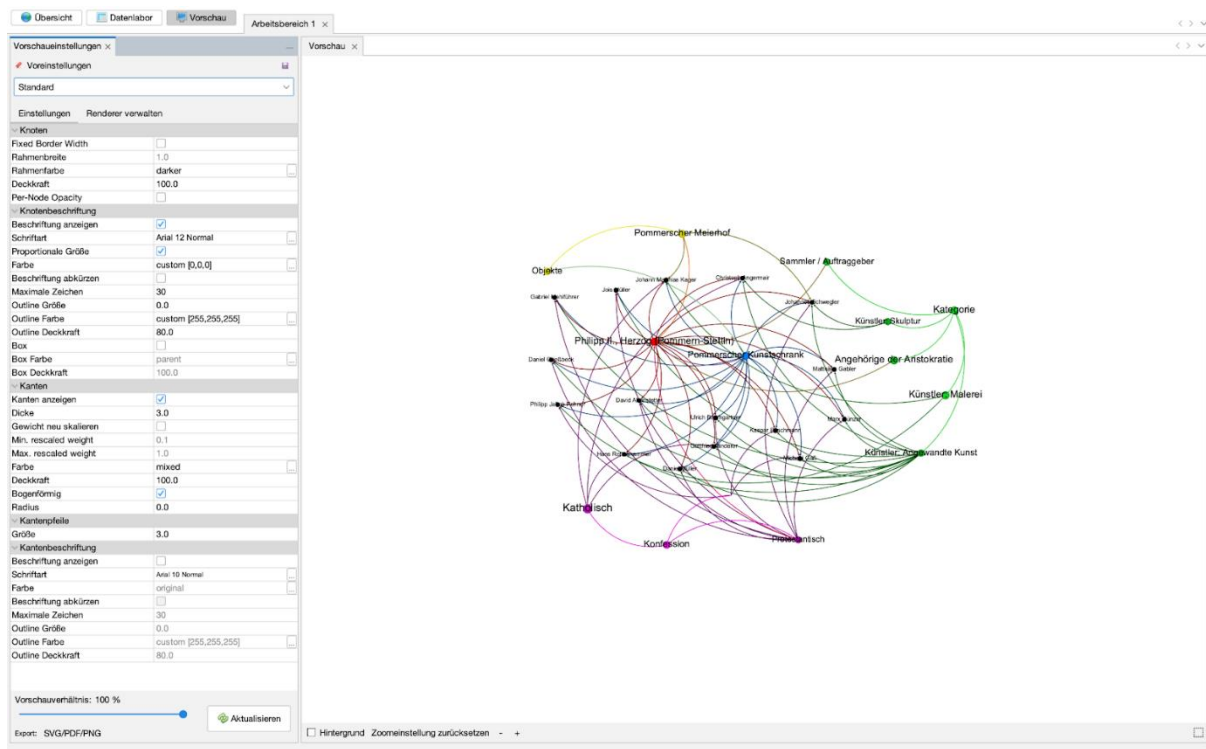 Übersicht Datenlabor Vorschau Arbeitsbereich 1 ×
Vorschaueinstellungen × ...
Vorschau ×
Voreinstellungen
Standard
Einstellungen Renderer verwalten
Knoten
Fixed Border Width
Rahmenbreite 1.0
Rahmenfarbe darker ...
Deckkraft 100.0
Per-Node Opacity
Knotenbeschriftung
Beschriftung anzeigen
Schriftart Arial 12 Normal ...
Proportionale Größe
Farbe custom [0,0,0] ...
Beschriftung abkürzen
Maximale Zeichen 30
Outline Größe 0.0
Outline Farbe custom [255,255,255] ...
Outline Deckkraft 80.0
Box
Box Farbe parent ...
Box Deckkraft 100.0
Kanten
Kanten anzeigen
Dicke 3.0
Gewicht neu skalieren
Min. rescaled weight 0.1
Max. rescaled weight 1.0
Farbe mixed ...
Deckkraft 100.0
Bogenförmig
Radius 0.0
Kantenpfeile
Größe 3.0
Kantenbeschriftung
Beschriftung anzeigen
Schriftart Arial 10 Normal ...
Farbe original ...
Beschriftung abkürzen
Maximale Zeichen 30
Outline Größe 0.0
Outline Farbe custom [255,255,255] ...
Outline Deckkraft 80.0
Vorschauverhältnis: 100 %
Aktualisieren
Export: SVG/PDF/PNG
Pommerscher Meierhof
Sammler / Auftraggeber
Objekte
Kategorie
Künstler, Skulptur
Philipp II., Herzog (Pommern-Stettin)
Pommerscher Kunstschrank
Angehörige der Aristokratie
Künstler, Malerei
Künstler, Angewandte Kunst
Katholisch
Konfession
Protestantisch
Hintergrund Zoomeinstellung zurücksetzen - +